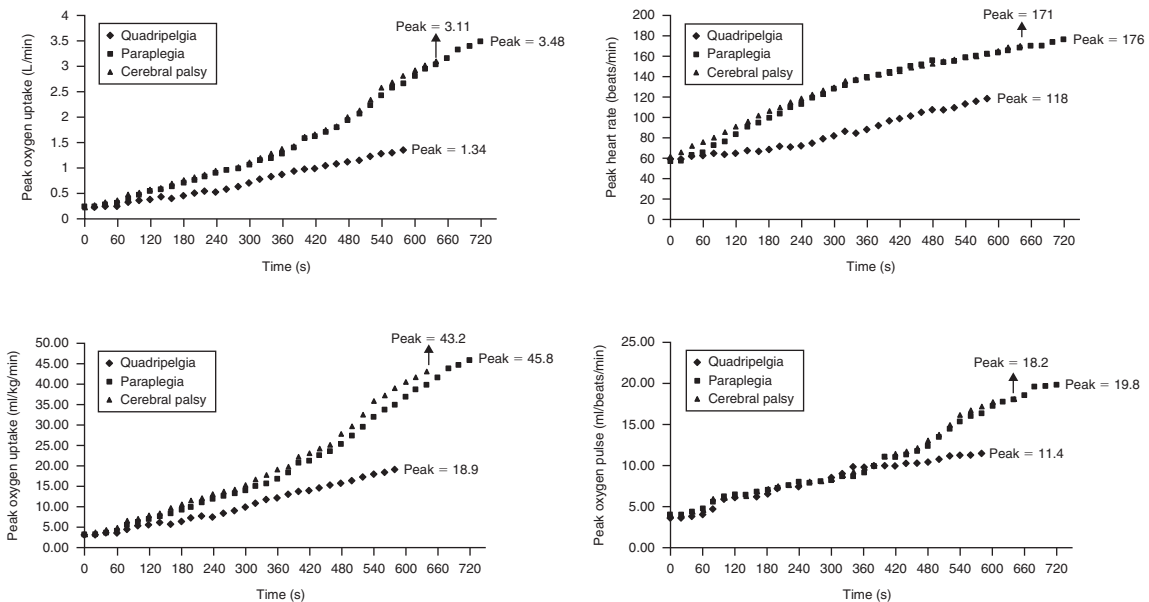 Peak oxygen uptake (L/min)
4
3.5
3
2.5
2
1.5
1
0.5
0
Quadripelgia
Paraplegia
Cerebral palsy
Peak = 3.11
Peak = 3.48
Peak = 1.34
0 60 120 180 240 300 360 420 480 540 600 660 720
Time (s)
Peak heart rate (beats/min)
200
180
160
140
120
100
80
60
40
20
0
Quadripelgia
Paraplegia
Cerebral palsy
Peak = 171
Peak = 176
Peak = 118
0 60 120 180 240 300 360 420 480 540 600 660 720
Time (s)
Peak oxygen uptake (ml/kg/min)
50.00
45.00
40.00
35.00
30.00
25.00
20.00
15.00
10.00
5.00
0.00
Quadripelgia
Paraplegia
Cerebral palsy
Peak = 43.2
Peak = 45.8
Peak = 18.9
0 60 120 180 240 300 360 420 480 540 600 660 720
Time (s)
Peak oxygen pulse (ml/beats/min)
25.00
20.00
15.00
10.00
5.00
0.00
Quadripelgia
Paraplegia
Cerebral palsy
Peak = 18.2
Peak = 19.8
Peak = 11.4
0 60 120 180 240 300 360 420 480 540 600 660 720
Time (s)